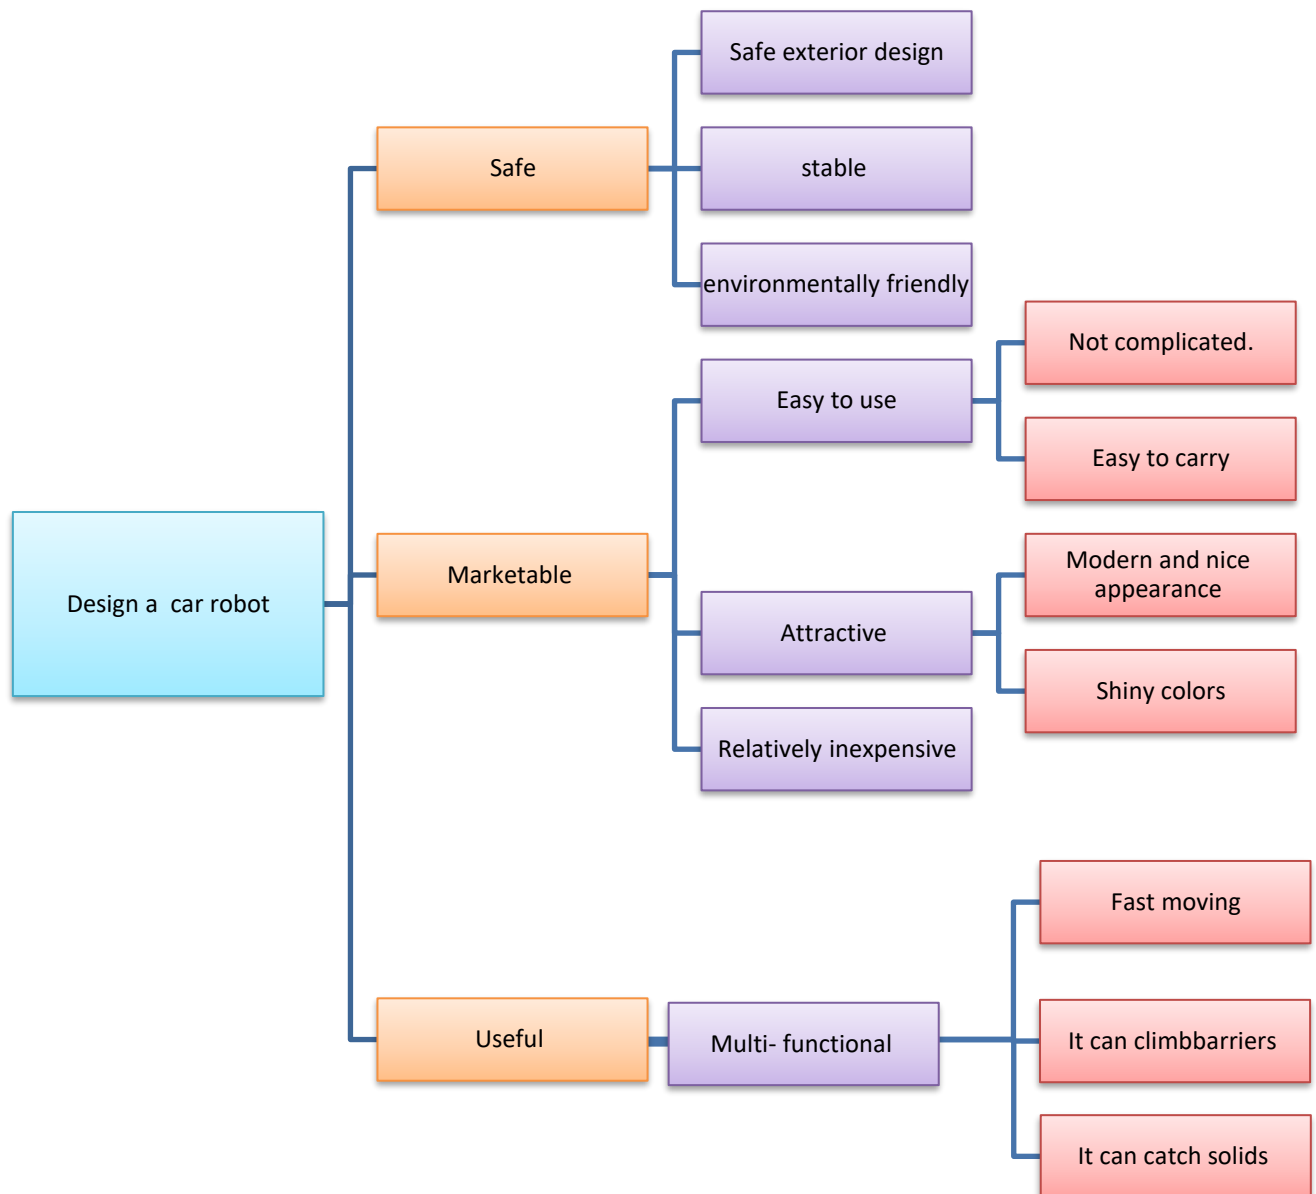 Safe exterior design
Safe
stable
environmentally friendly
Not complicated.
Easy to use
Easy to carry
Design a  car robot
Marketable
Modern and nice
appearance
Attractive
Shiny colors
Relatively inexpensive
Fast moving
Useful
Multi- functional
It can climbbarriers
It can catch solids